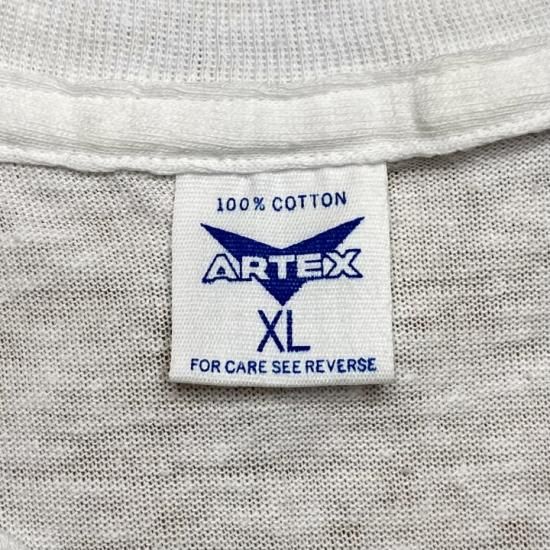 100% COTTON
ARTEX
XL
FOR CARE SEE REVERSE